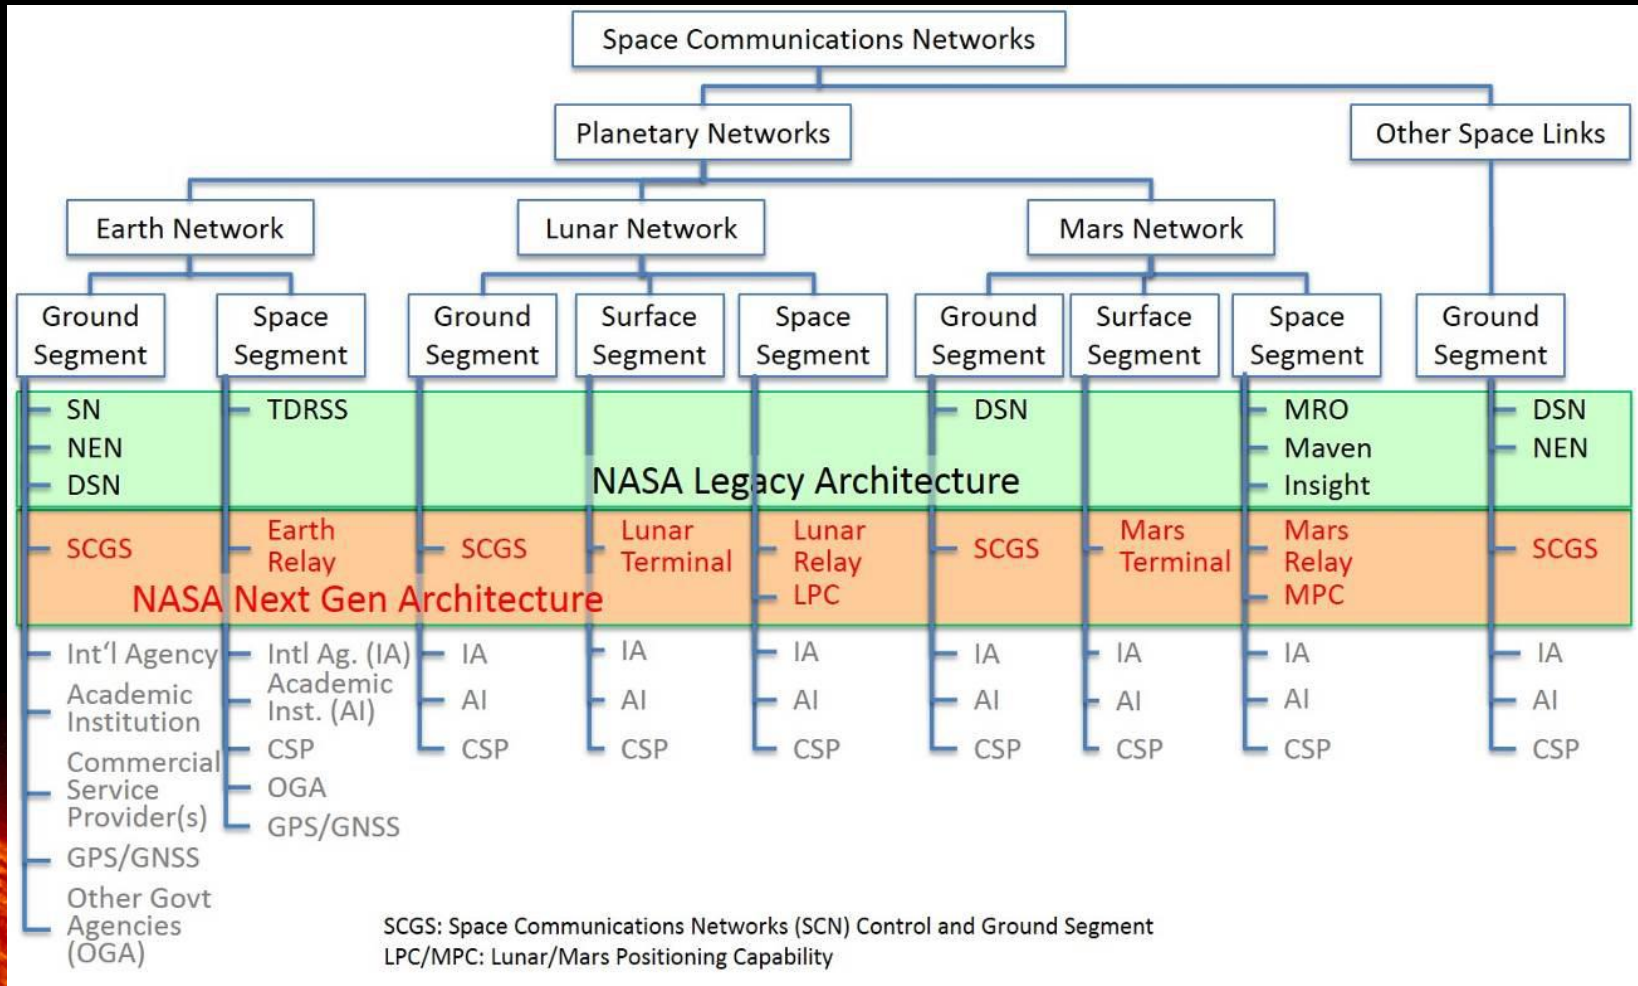 Space Communications Networks
Planetary Networks
Other Space Links
Earth Network
Lunar Network
Mars Network
Ground
Segment
Space
Segment
Ground
Segment
Surface
Segment
Space
Segment
Ground
Segment
Surface
Segment
Space
Segment
Ground
Segment
SN
NEN
DSN
TDRSS
DSN
MRO
Maven
Insight
DSN
NEN
NASA Legacy Architecture
SCGS
Earth
Relay
SCGS
Lunar
Terminal
Lunar
Relay
LPC
SCGS
Mars
Terminal
Mars
Relay
MPC
SCGS
NASA Next Gen Architecture
Int‘l Agency
Academic
Institution
Commercial
Service
Provider(s)
GPS/GNSS
Other Govt
Agencies
(OGA)
Intl Ag. (IA)
Academic
Inst. (AI)
CSP
OGA
GPS/GNSS
IA
AI
CSP
IA
AI
CSP
IA
AI
CSP
IA
AI
CSP
IA
AI
CSP
IA
AI
CSP
IA
AI
CSP
SCGS: Space Communications Networks (SCN) Control and Ground Segment
LPC/MPC: Lunar/Mars Positioning Capability